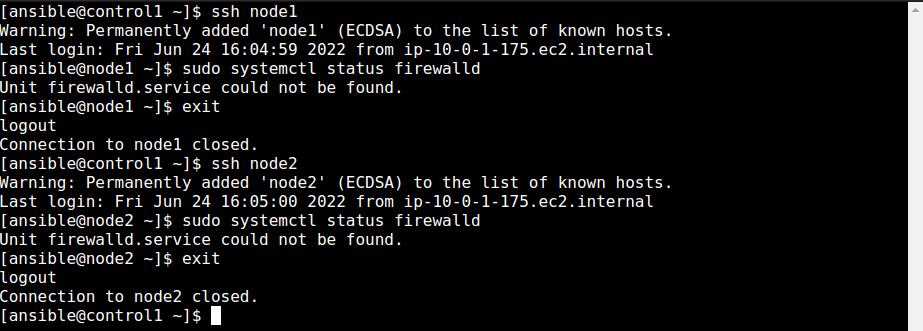 [ansible@control1 ~]$ ssh node1
Warning: Permanently added 'node1' (ECDSA) to the list of known hosts.
Last login: Fri Jun 24 16:04:59 2022 from ip-10-0-1-175.ec2.internal
[ansible@node1 ~]$ sudo systemctl status firewalld
Unit firewalld.service could not be found.
[ansible@node1 ~]$ exit
logout
Connection to node1 closed.
[ansible@control1 ~]$ ssh node2
Warning: Permanently added 'node2' (ECDSA) to the list of known hosts.
Last login: Fri Jun 24 16:05:00 2022 from ip-10-0-1-175.ec2.internal
[ansible@node2 ~]$ sudo systemctl status firewalld
Unit firewalld.service could not be found.
[ansible@node2 ~]$ exit
logout
Connection to node2 closed.
[ansible@control1 ~]$